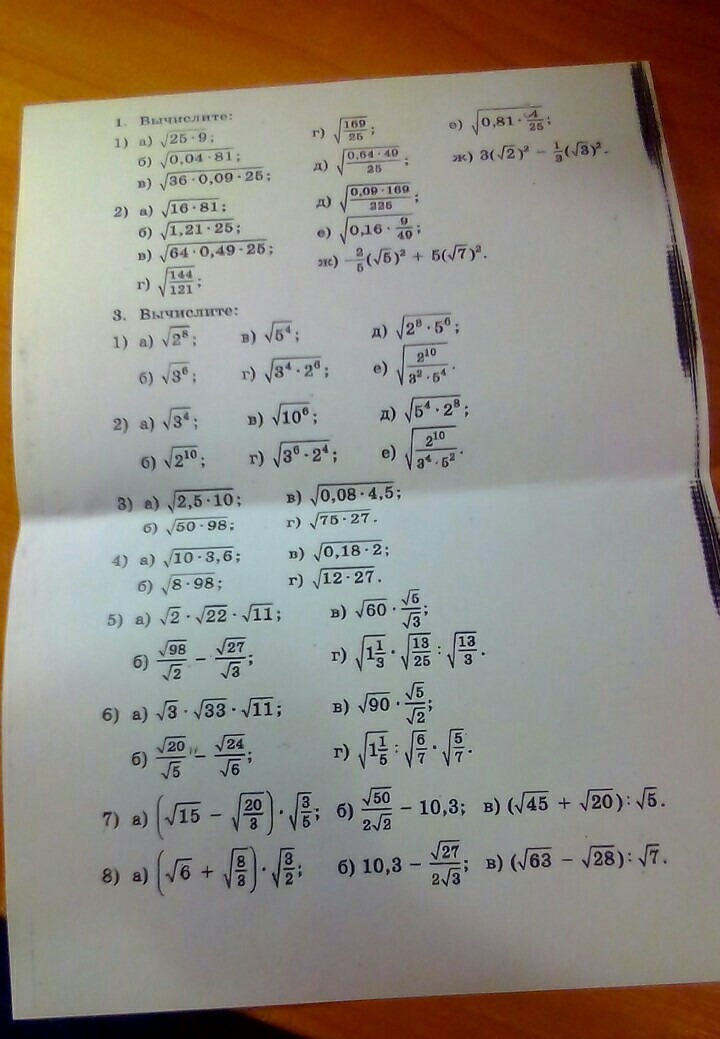 1. Вычислите:
1) а) √(25 · 9); г) √(169/25); е) √(0,81 · 4/25);
б) √(0,04 · 81); д) √((0,64 · 49)/25); ж) 3(√2)² − 1/3(√3)².
в) √(36 · 0,09 · 25);
2) а) √(16 · 81); д) √((0,09 · 169)/225);
б) √(1,21 · 25); е) √(0,16 · 9/49);
в) √(64 · 0,49 · 25); ж) −2/5(√5)² + 5(√7)².
г) √(144/121);
3. Вычислите:
1) а) √(2⁸); в) √(5⁴); д) √(2⁸ · 5⁶);
б) √(3⁶); г) √(3⁴ · 2⁶); е) √(2¹⁰/(3² · 5⁴)).
2) а) √(3⁴); в) √(10⁶); д) √(5⁴ · 2⁸);
б) √(2¹⁰); г) √(3⁶ · 2⁴); е) √(2¹⁰/(3⁴ · 5²)).
3) а) √(2,5 · 10); в) √(0,08 · 4,5);
б) √(50 · 98); г) √(75 · 27).
4) а) √(10 · 3,6); в) √(0,18 · 2);
б) √(8 · 98); г) √(12 · 27).
5) а) √2 · √22 · √11; в) √60 · √5/√3;
б) √98/√2 − √27/√3; г) √(1 1/3) · √(13/25) : √(13/3).
6) а) √3 · √33 · √11; в) √90 · √5/√2;
б) √20/√5 − √24/√6; г) √(1 1/5) : √(6/7) · √(5/7).
7) а) (√15 − √(20/3)) · √(3/5); б) √50/(2√2) − 10,3; в) (√45 + √20) : √5.
8) а) (√6 + √(8/3)) · √(3/2); б) 10,3 − √27/(2√3); в) (√63 − √28) : √7.